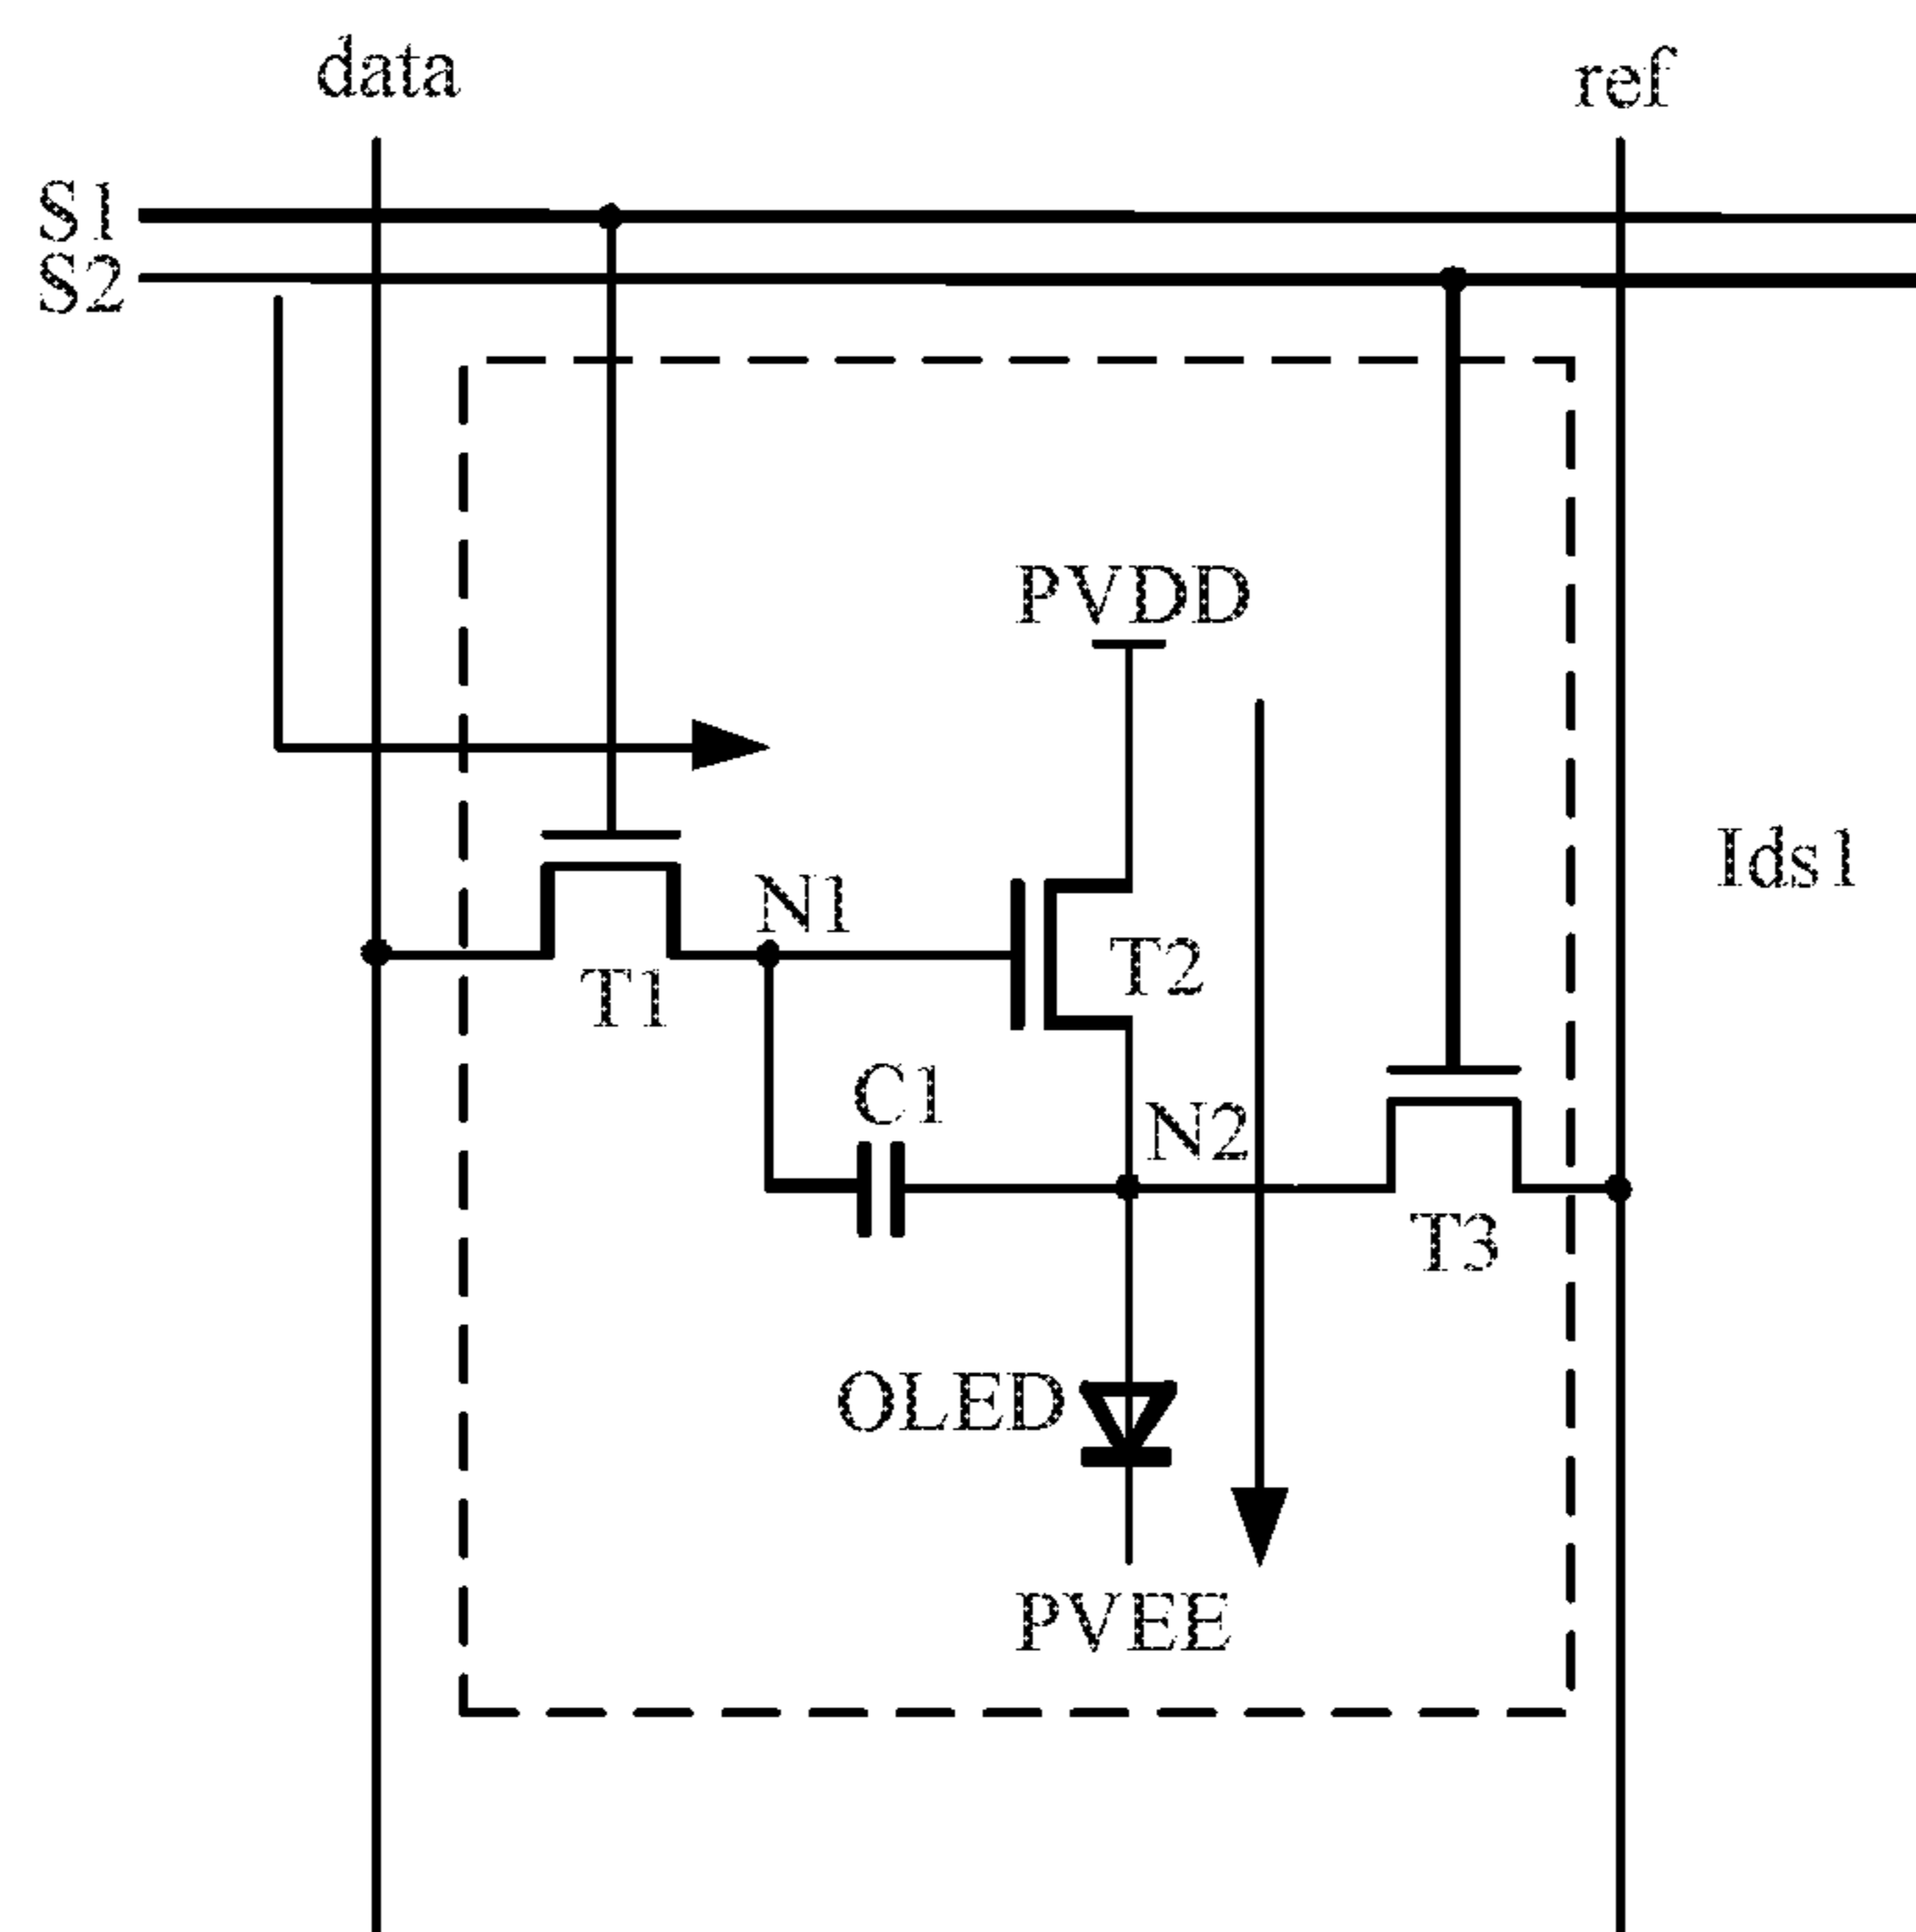 data
ref
S1
S2
PVDD
Ids1
N1
T2
T1
C1
N2
T3
OLED
PVEE